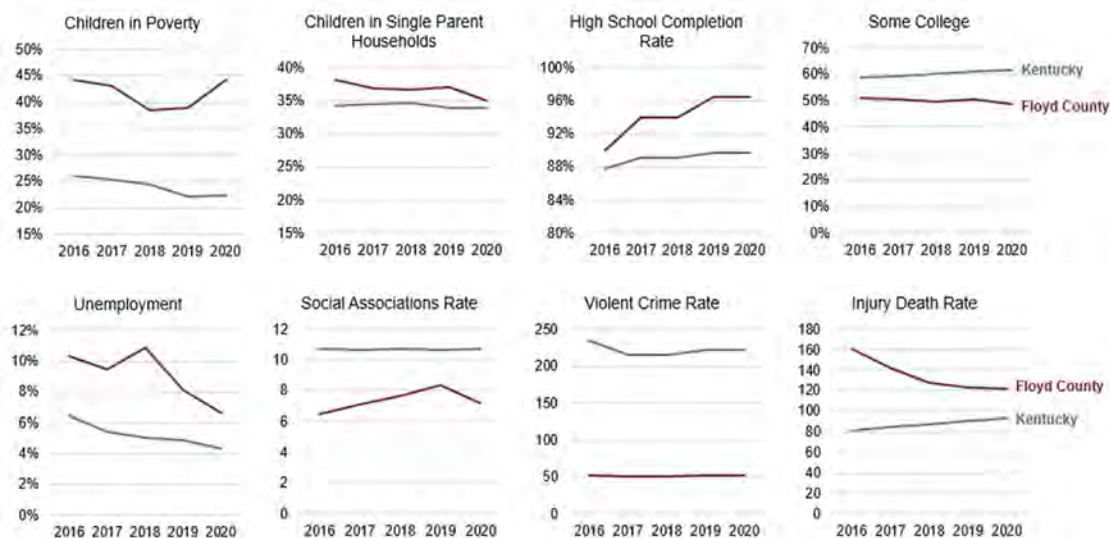 Children in Poverty
50%
45%
40%
35%
30%
25%
20%
15%
2016 2017 2018 2019 2020
Children in Single Parent
Households
40%
35%
30%
25%
20%
15%
2016 2017 2018 2019 2020
High School Completion
Rate
100%
96%
92%
88%
84%
80%
2016 2017 2018 2019 2020
Some College
70%
60%
50%
40%
30%
20%
10%
0%
2016 2017 2018 2019 2020
Kentucky
Floyd County
Unemployment
12%
10%
8%
6%
4%
2%
0%
2016 2017 2018 2019 2020
Social Associations Rate
12
10
8
6
4
2
0
2016 2017 2018 2019 2020
Violent Crime Rate
250
200
150
100
50
0
2016 2017 2018 2019 2020
Injury Death Rate
180
160
140
120
100
80
60
40
20
0
2016 2017 2018 2019 2020
Floyd County
Kentucky